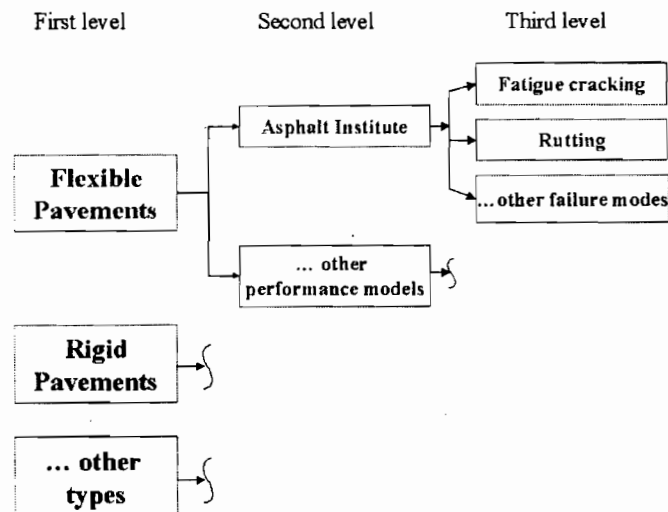 First level
Second level
Third level
Fatigue cracking
Asphalt Institute
Rutting
Flexible
Pavements
... other failure modes
... other
performance models
Rigid
Pavements
... other
types